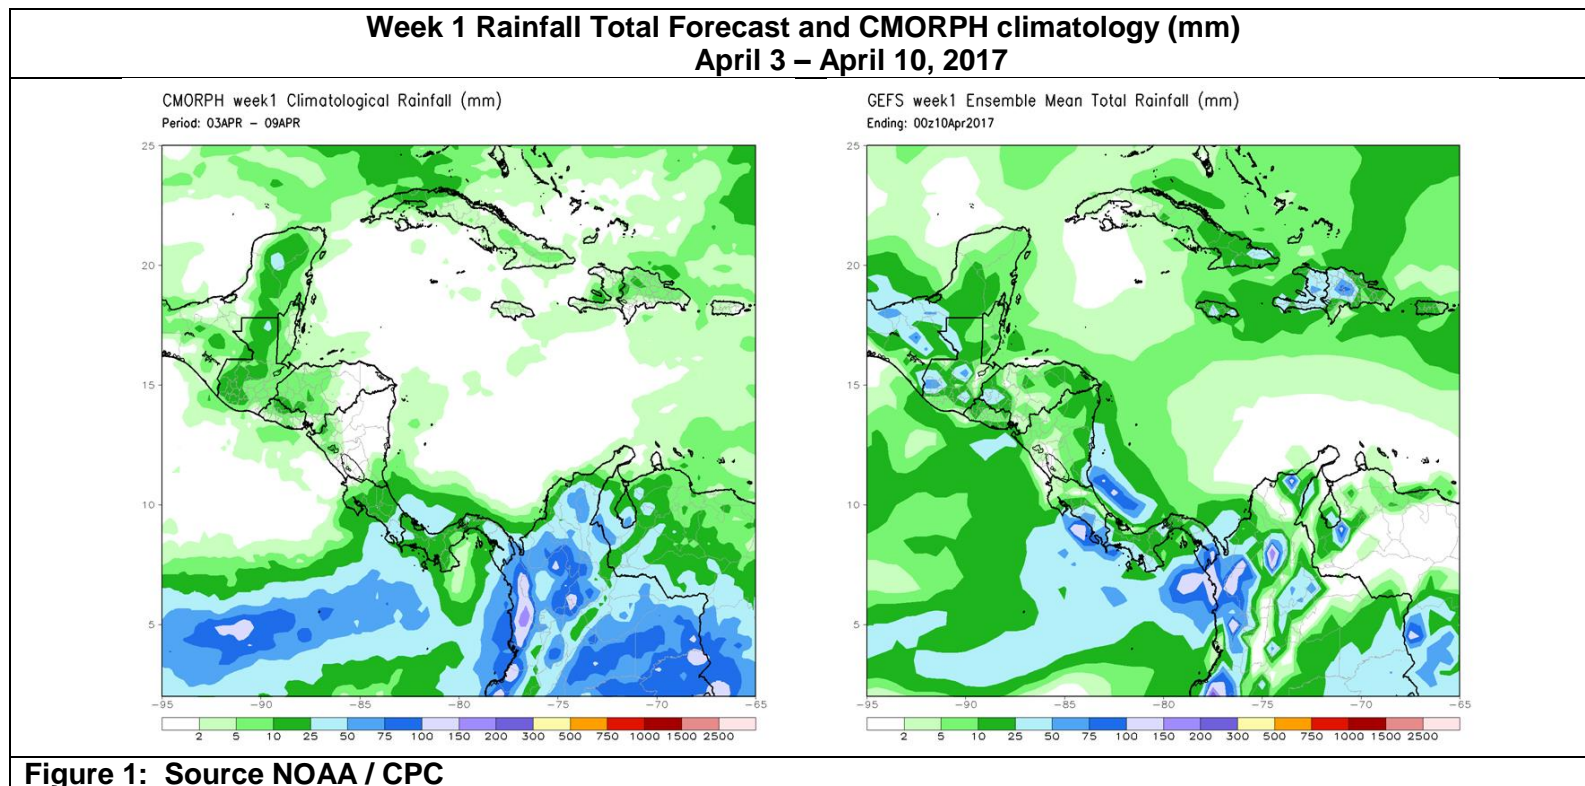 Week 1 Rainfall Total Forecast and CMORPH climatology (mm)
April 3 – April 10, 2017
CMORPH week1 Climatological Rainfall (mm)
Period: 03APR – 09APR
25
20
15
10
5
-95 -90 -85 -80 -75 -70 -65
2 5 10 25 50 75 100 150 200 300 500 750 1000 1500 2500
GEFS week1 Ensemble Mean Total Rainfall (mm)
Ending: 00z10Apr2017
25
20
15
10
5
-95 -90 -85 -80 -75 -70 -65
2 5 10 25 50 75 100 150 200 300 500 750 1000 1500 2500
Figure 1: Source NOAA / CPC